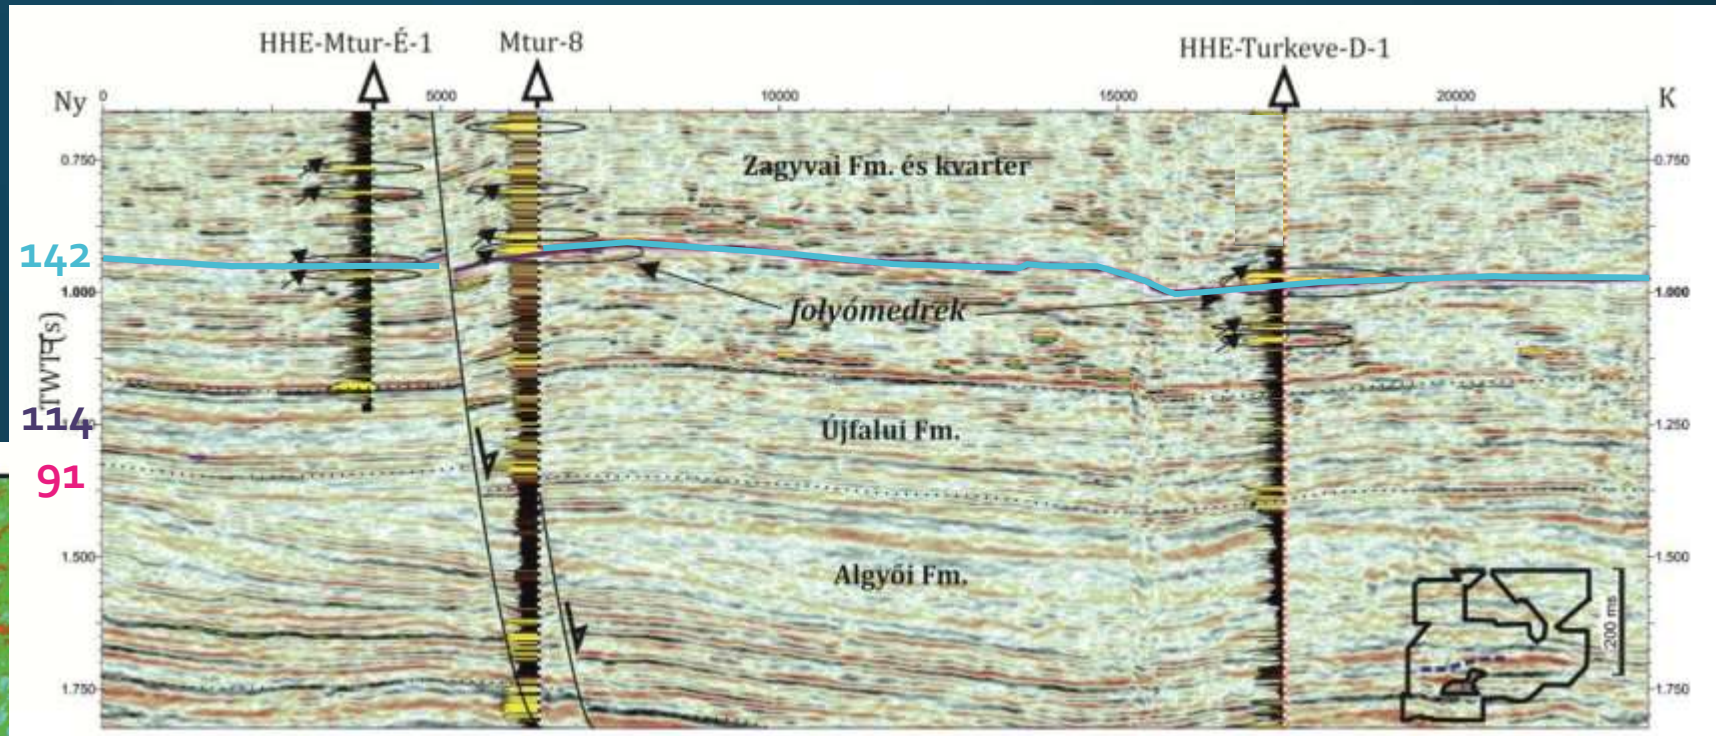 HHE-Mtur-É-1
Mtur-8
HHE-Turkeve-D-1
Ny
0
5000
10000
15000
20000
K
0.750
Zagyvai Fm. és kvarter
0.750
142
1.000
folyómedrek
1.000
TWT (s)
114
Újfalui Fm.
1.250
91
1.500
Algyői Fm.
1.500
200 ms
1.750
1.750